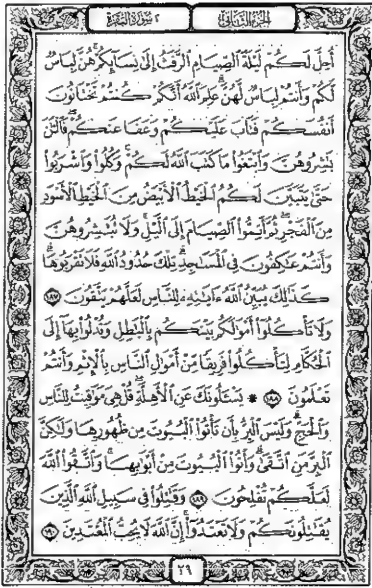 الجزء الثاني
٢ سورة البقرة
أُحِلَّ لَكُمْ لَيْلَةَ ٱلصِّيَامِ ٱلرَّفَثُ إِلَىٰ نِسَآئِكُمْ ۚ هُنَّ لِبَاسٌ
لَّكُمْ وَأَنتُمْ لِبَاسٌ لَّهُنَّ ۗ عَلِمَ ٱللَّهُ أَنَّكُمْ كُنتُمْ تَخْتَانُونَ
أَنفُسَكُمْ فَتَابَ عَلَيْكُمْ وَعَفَا عَنكُمْ ۖ فَٱلْـَٰٔنَ
بَـٰشِرُوهُنَّ وَٱبْتَغُوا۟ مَا كَتَبَ ٱللَّهُ لَكُمْ ۚ وَكُلُوا۟ وَٱشْرَبُوا۟
حَتَّىٰ يَتَبَيَّنَ لَكُمُ ٱلْخَيْطُ ٱلْأَبْيَضُ مِنَ ٱلْخَيْطِ ٱلْأَسْوَدِ
مِنَ ٱلْفَجْرِ ۖ ثُمَّ أَتِمُّوا۟ ٱلصِّيَامَ إِلَى ٱلَّيْلِ ۚ وَلَا تُبَـٰشِرُوهُنَّ
وَأَنتُمْ عَـٰكِفُونَ فِى ٱلْمَسَـٰجِدِ ۗ تِلْكَ حُدُودُ ٱللَّهِ فَلَا تَقْرَبُوهَا ۗ
كَذَٰلِكَ يُبَيِّنُ ٱللَّهُ ءَايَـٰتِهِۦ لِلنَّاسِ لَعَلَّهُمْ يَتَّقُونَ ١٨٧
وَلَا تَأْكُلُوٓا۟ أَمْوَٰلَكُم بَيْنَكُم بِٱلْبَـٰطِلِ وَتُدْلُوا۟ بِهَآ إِلَى
ٱلْحُكَّامِ لِتَأْكُلُوا۟ فَرِيقًا مِّنْ أَمْوَٰلِ ٱلنَّاسِ بِٱلْإِثْمِ وَأَنتُمْ
تَعْلَمُونَ ١٨٨ ۞ يَسْـَٔلُونَكَ عَنِ ٱلْأَهِلَّةِ ۖ قُلْ هِىَ مَوَٰقِيتُ لِلنَّاسِ
وَٱلْحَجِّ ۗ وَلَيْسَ ٱلْبِرُّ بِأَن تَأْتُوا۟ ٱلْبُيُوتَ مِن ظُهُورِهَا وَلَـٰكِنَّ
ٱلْبِرَّ مَنِ ٱتَّقَىٰ ۗ وَأْتُوا۟ ٱلْبُيُوتَ مِنْ أَبْوَٰبِهَا ۚ وَٱتَّقُوا۟ ٱللَّهَ
لَعَلَّكُمْ تُفْلِحُونَ ١٨٩ وَقَـٰتِلُوا۟ فِى سَبِيلِ ٱللَّهِ ٱلَّذِينَ
يُقَـٰتِلُونَكُمْ وَلَا تَعْتَدُوٓا۟ ۚ إِنَّ ٱللَّهَ لَا يُحِبُّ ٱلْمُعْتَدِينَ ١٩٠
٢٩